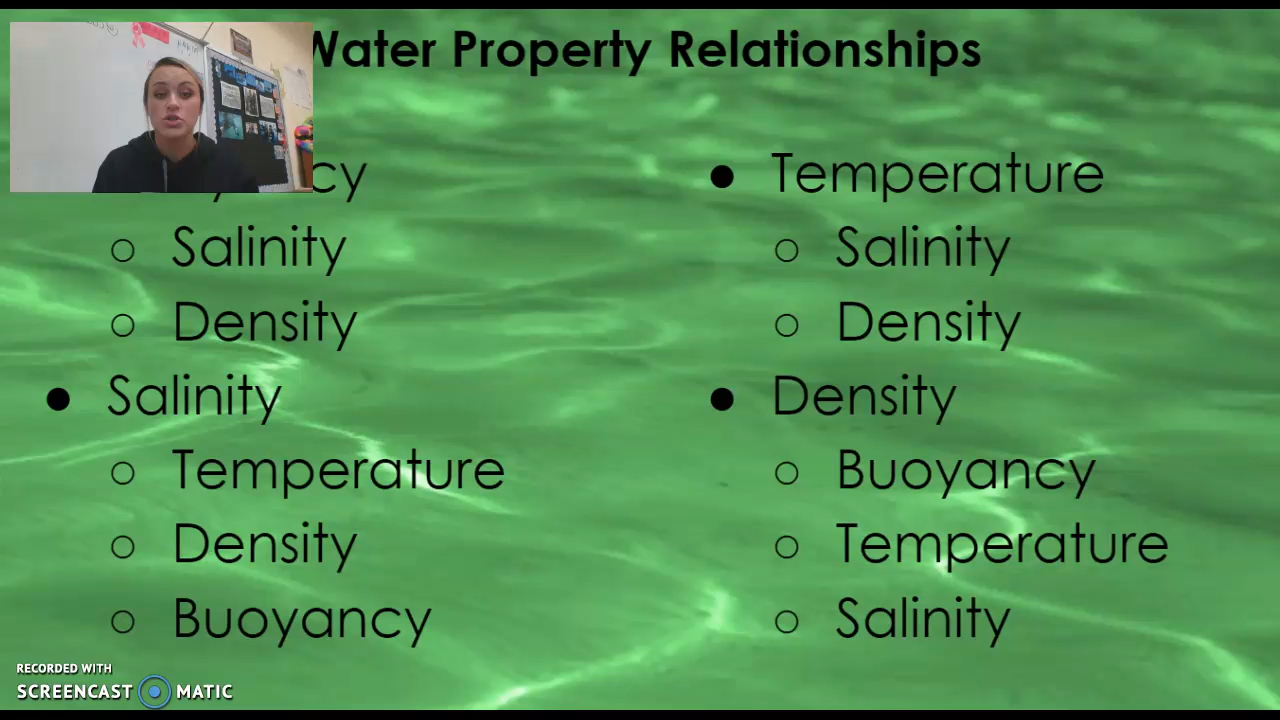 Water Property Relationships
○ Salinity
○ Density
● Salinity
○ Temperature
○ Density
○ Buoyancy
● Temperature
○ Salinity
○ Density
● Density
○ Buoyancy
○ Temperature
○ Salinity
RECORDED WITH
SCREENCAST MATIC